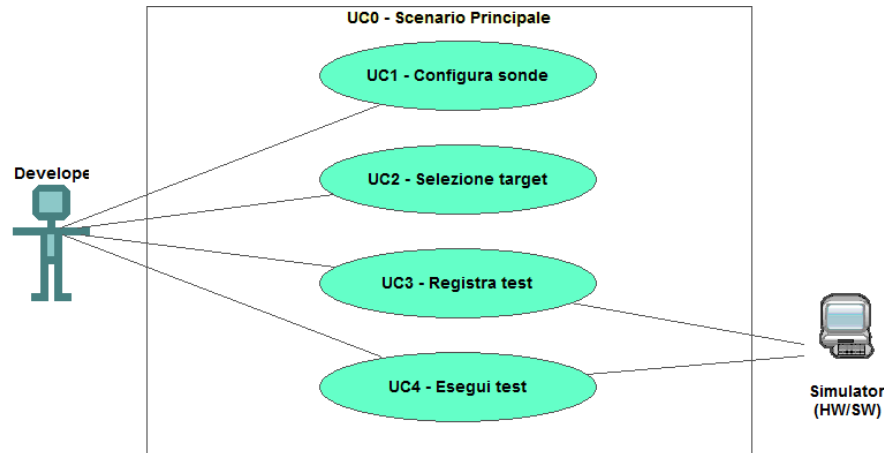 UC0 - Scenario Principale
UC1 - Configura sonde
Develope
UC2 - Selezione target
UC3 - Registra test
UC4 - Esegui test
Simulator
(HW/SW)